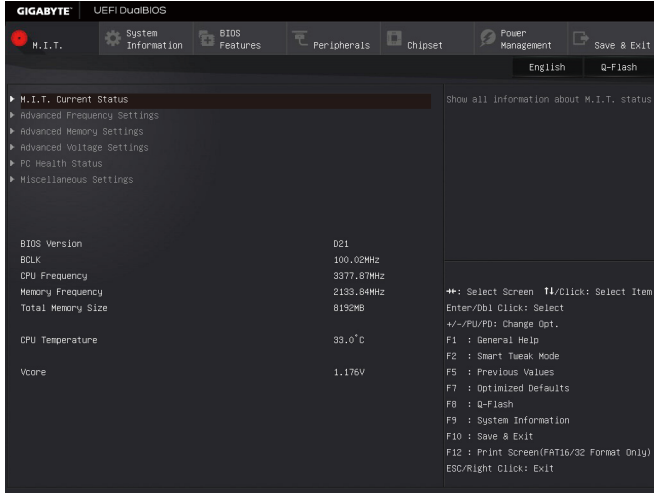 GIGABYTE™ UEFI DualBIOS
M.I.T.
System Information
BIOS Features
Peripherals
Chipset
Power Management
Save & Exit
English Q-Flash
M.I.T. Current Status
Advanced Frequency Settings
Advanced Memory Settings
Advanced Voltage Settings
PC Health Status
Miscellaneous Settings
Show all information about M.I.T. status
BIOS Version D21
BCLK 100.02MHz
CPU Frequency 3377.87MHz
Memory Frequency 2133.84MHz
Total Memory Size 8192MB
CPU Temperature 33.0°C
Vcore 1.176V
→←: Select Screen ↑↓/Click: Select Item
Enter/Dbl Click: Select
+/-/PU/PD: Change Opt.
F1 : General Help
F2 : Smart Tweak Mode
F5 : Previous Values
F7 : Optimized Defaults
F8 : Q-Flash
F9 : System Information
F10 : Save & Exit
F12 : Print Screen(FAT16/32 Format Only)
ESC/Right Click: Exit